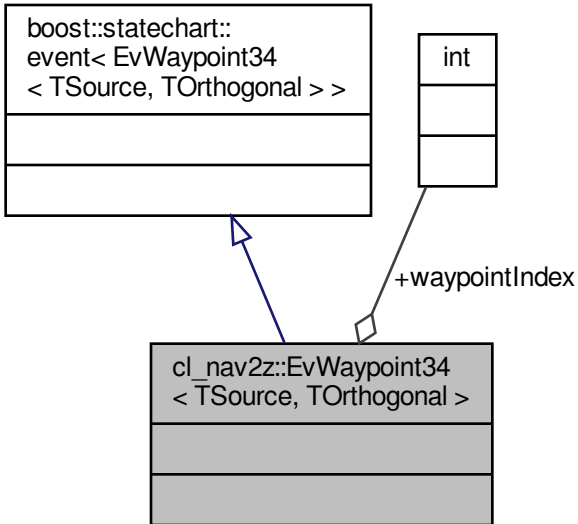 boost::statechart::
event< EvWaypoint34
< TSource, TOrthogonal > >
int
+waypointIndex
cl_nav2z::EvWaypoint34
< TSource, TOrthogonal >